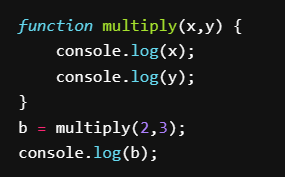 function multiply(x,y) {
    console.log(x);
    console.log(y);
}
b = multiply(2,3);
console.log(b);